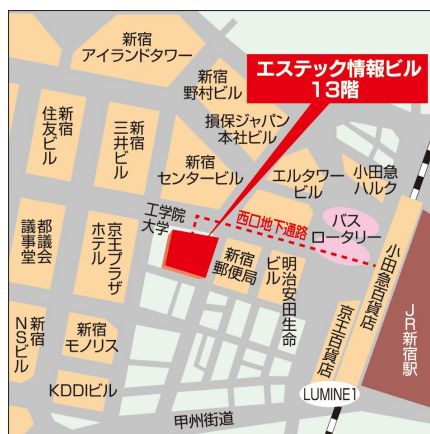 新宿
アイランドタワー
新宿
野村ビル
エステック情報ビル
13階
新宿
住友
ビル
新宿
三井ビル
損保ジャパン
本社ビル
新宿
センタービル
エルタワー
ビル
小田急
ハルク
都議会
議事堂
京王プラザ
ホテル
工学院
大学
西口地下通路
バス
ロータリー
新宿
郵便局
明治安田生命
ビル
小田急百貨店
京王百貨店
JR新宿駅
新宿
NSビル
新宿
モノリス
KDDIビル
LUMINE1
甲州街道